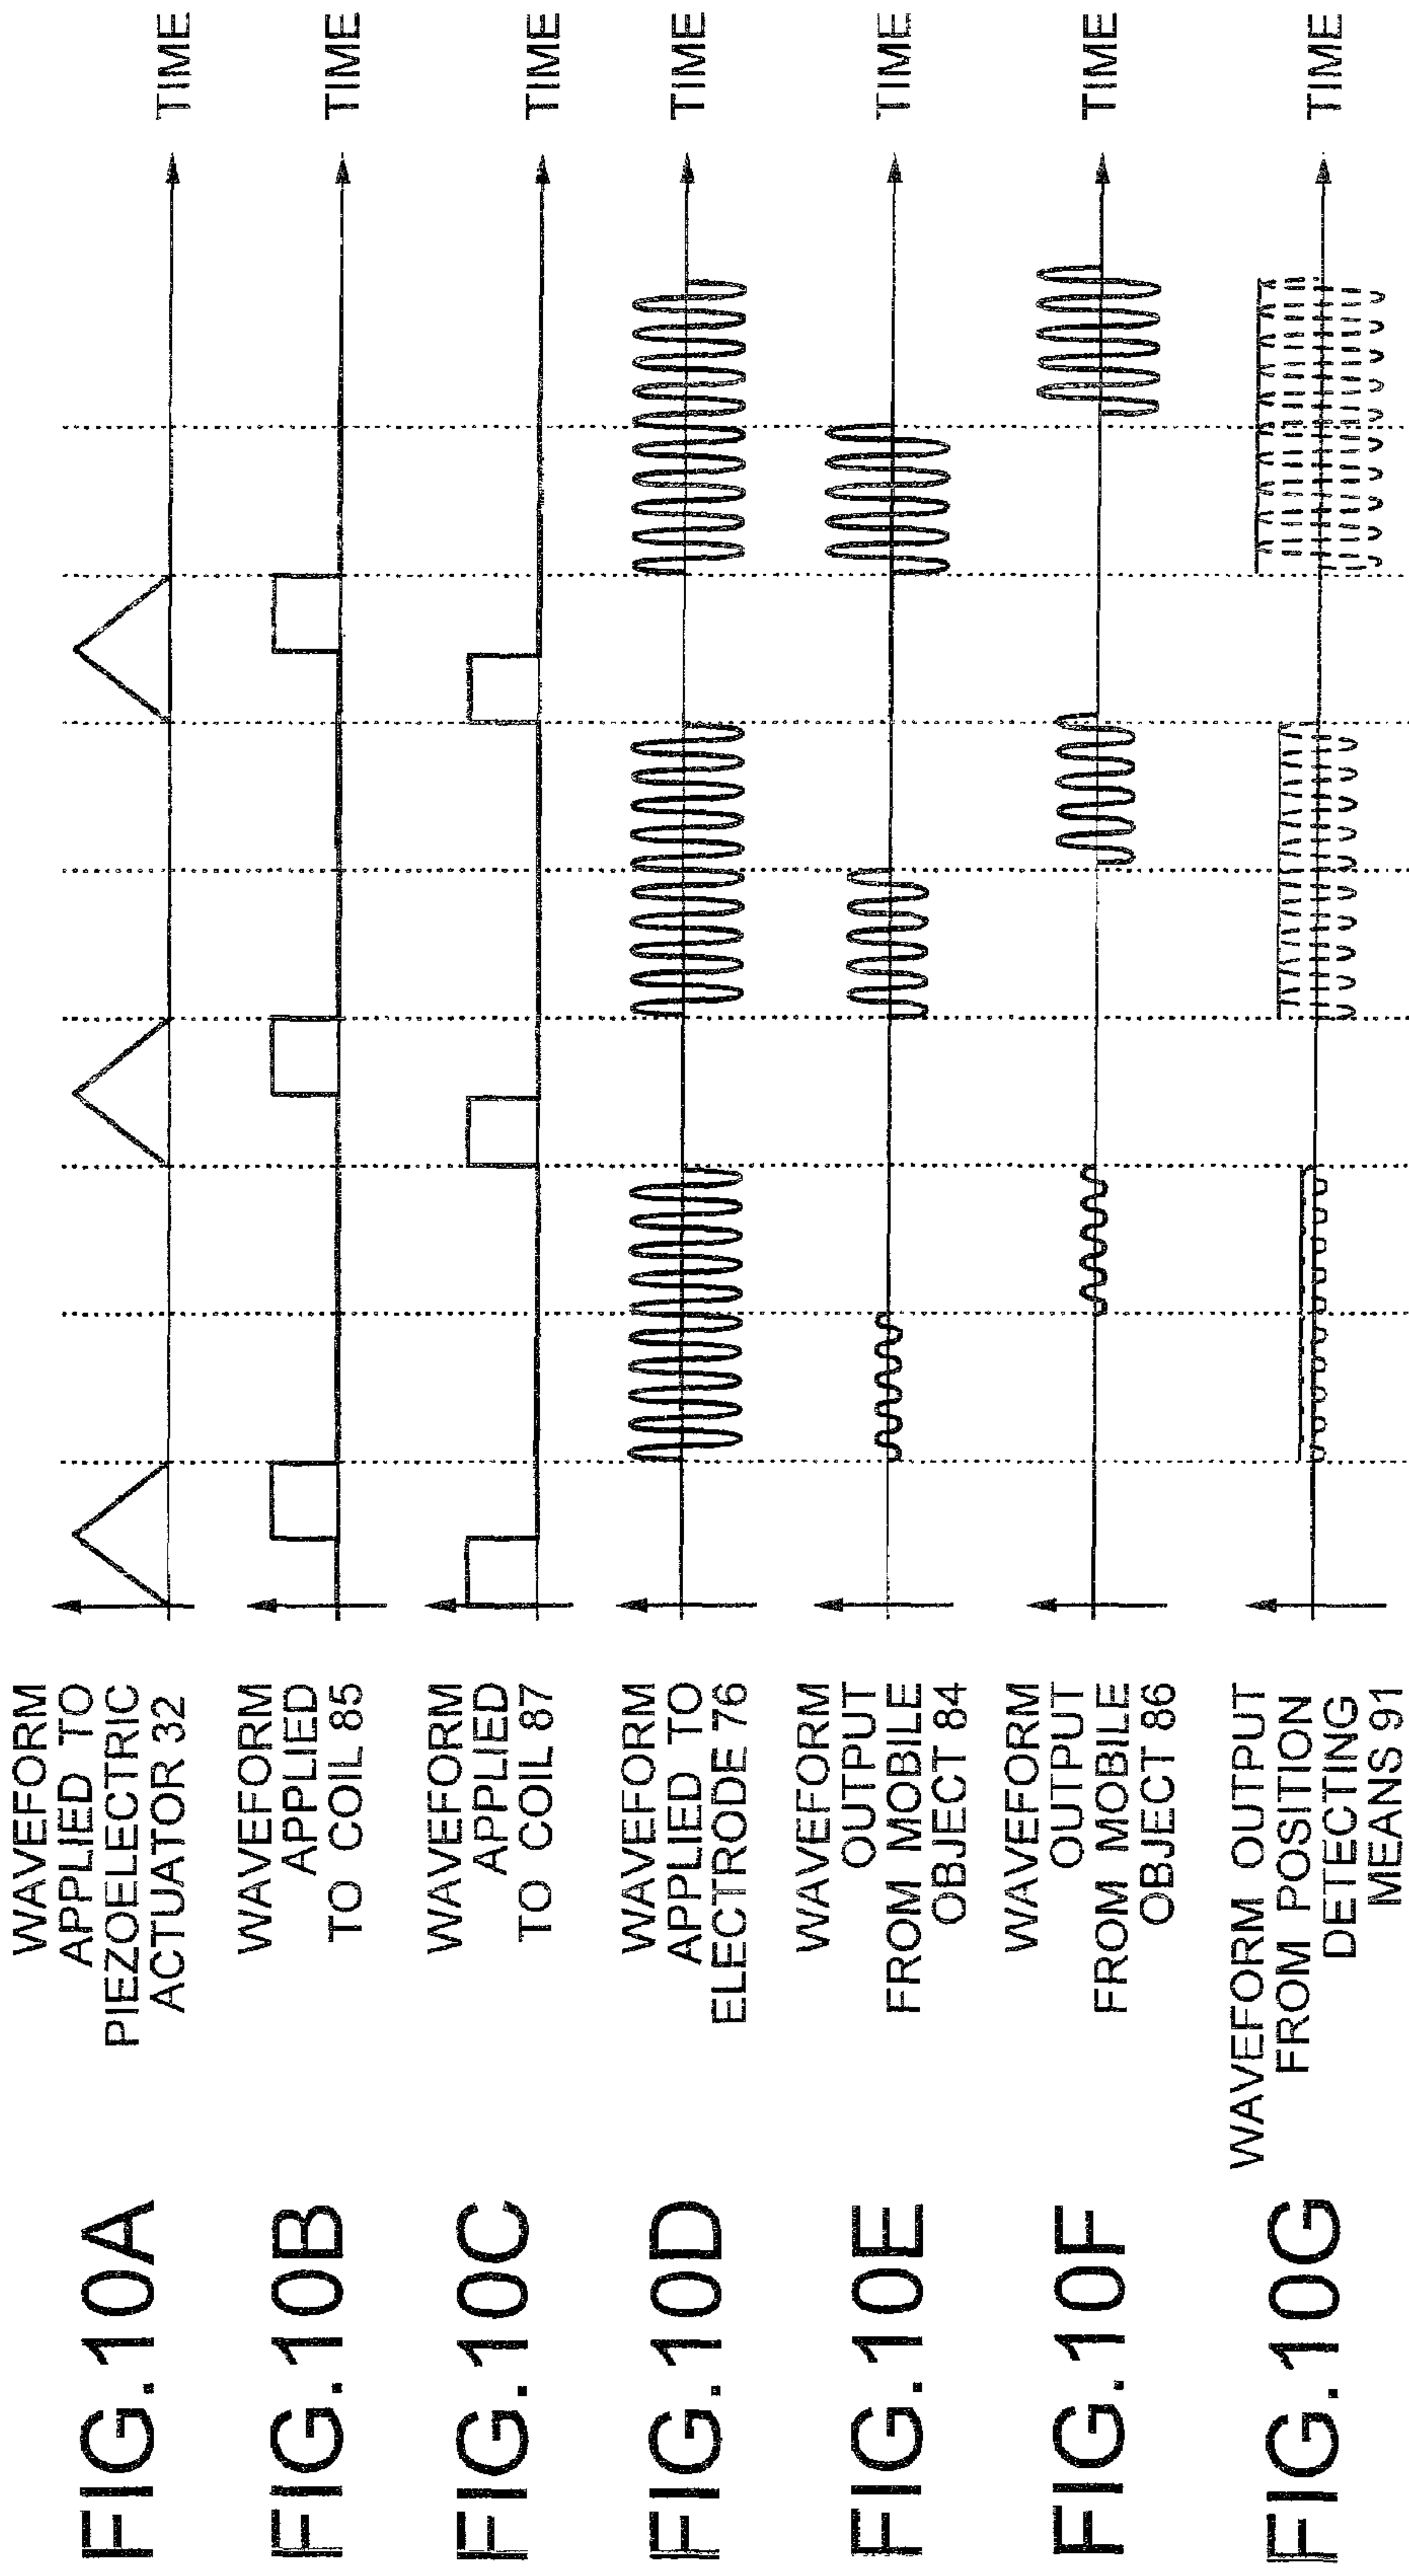 FIG. 10A
WAVEFORM
APPLIED TO
PIEZOELECTRIC
ACTUATOR 32
TIME
FIG. 10B
WAVEFORM
APPLIED
TO COIL 85
TIME
FIG. 10C
WAVEFORM
APPLIED
TO COIL 87
TIME
FIG. 10D
WAVEFORM
APPLIED TO
ELECTRODE 76
TIME
FIG. 10E
WAVEFORM
OUTPUT
FROM MOBILE
OBJECT 84
TIME
FIG. 10F
WAVEFORM
OUTPUT
FROM MOBILE
OBJECT 86
TIME
FIG. 10G
WAVEFORM OUTPUT
FROM POSITION
DETECTING
MEANS 91
TIME